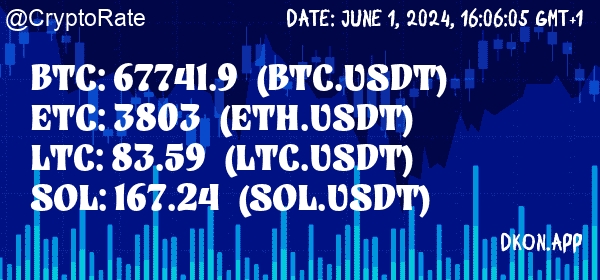 @CryptoRate
DATE: JUNE 1, 2024, 16:06:05 GMT+1
BTC: 67741.9 (BTC.USDT)
ETC: 3803 (ETH.USDT)
LTC: 83.59 (LTC.USDT)
SOL: 167.24 (SOL.USDT)
DKON.APP